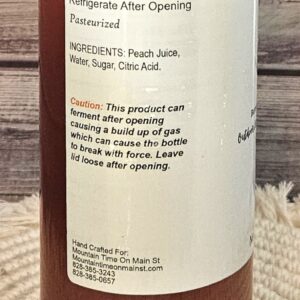 Refrigerate After Opening
Pasteurized
INGREDIENTS: Peach Juice,
Water, Sugar, Citric Acid.
Caution: This product can
ferment after opening
causing a build up of gas
which can cause the bottle
to break with force. Leave
lid loose after opening.
Hand Crafted For:
Mountain Time On Main St
Mountaintimeonmainst.com
828-385-3243
828-385-0657